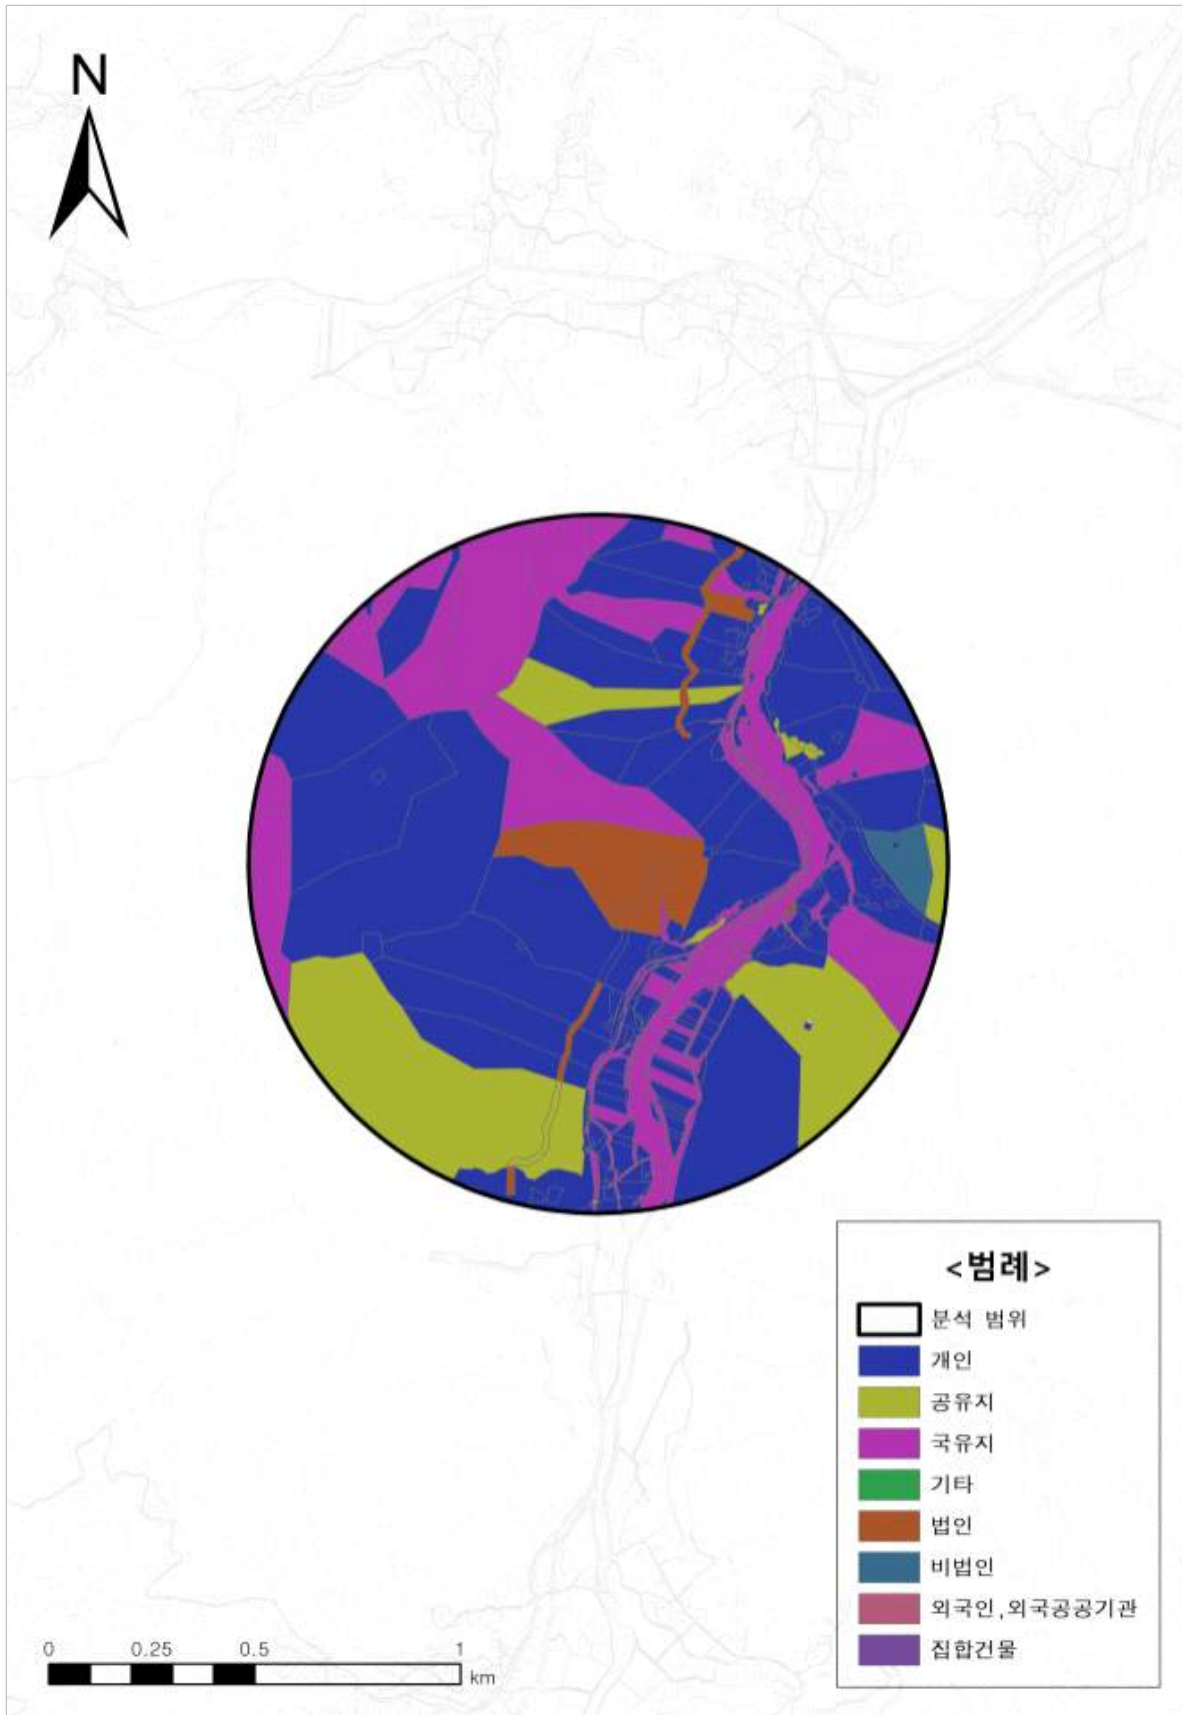 N
<범례>
분석 범위
개인
공유지
국유지
기타
법인
비법인
외국인,외국공공기관
집합건물
0 0.25 0.5 1
km